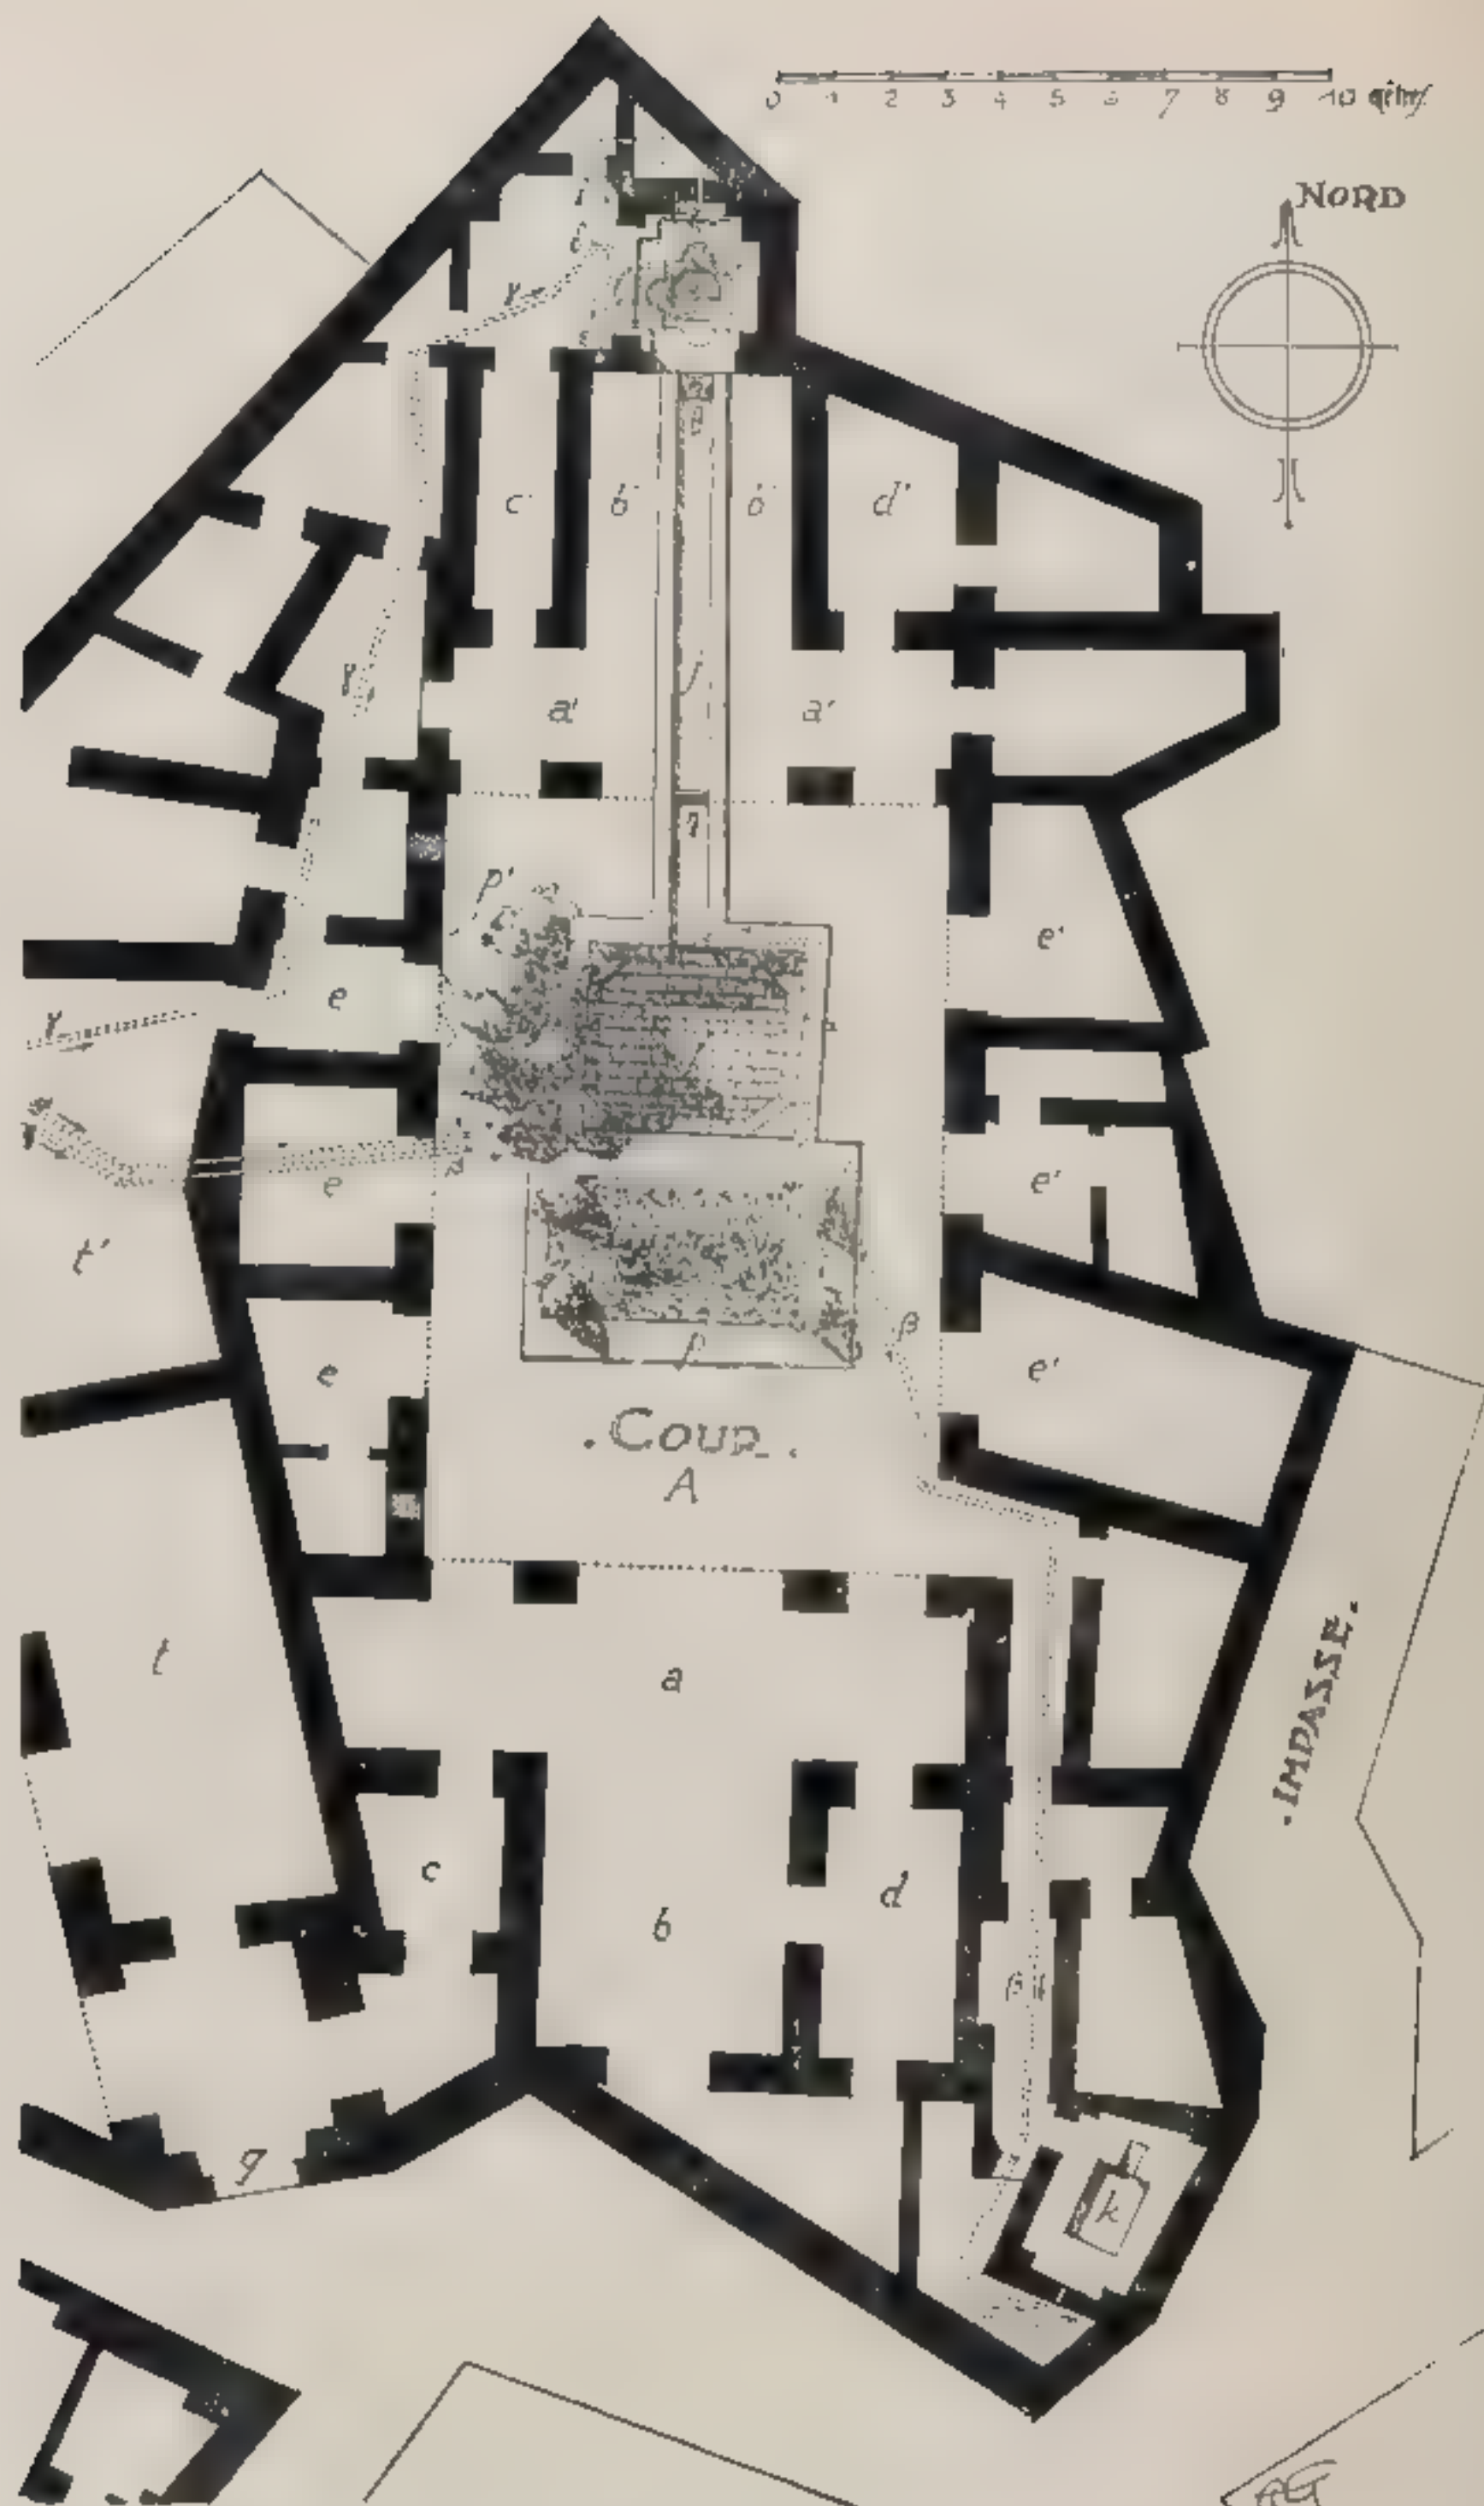 0 1 2 3 4 5 6 7 8 9 10
NORD
γ
c' b' b' d'
γ
a' a'
q
p'
e'
e
γ
e
e'
t'
β
e
p
e'
. COUR .
A
. IMPASSE .
t
a
c
d
b
β
g
k